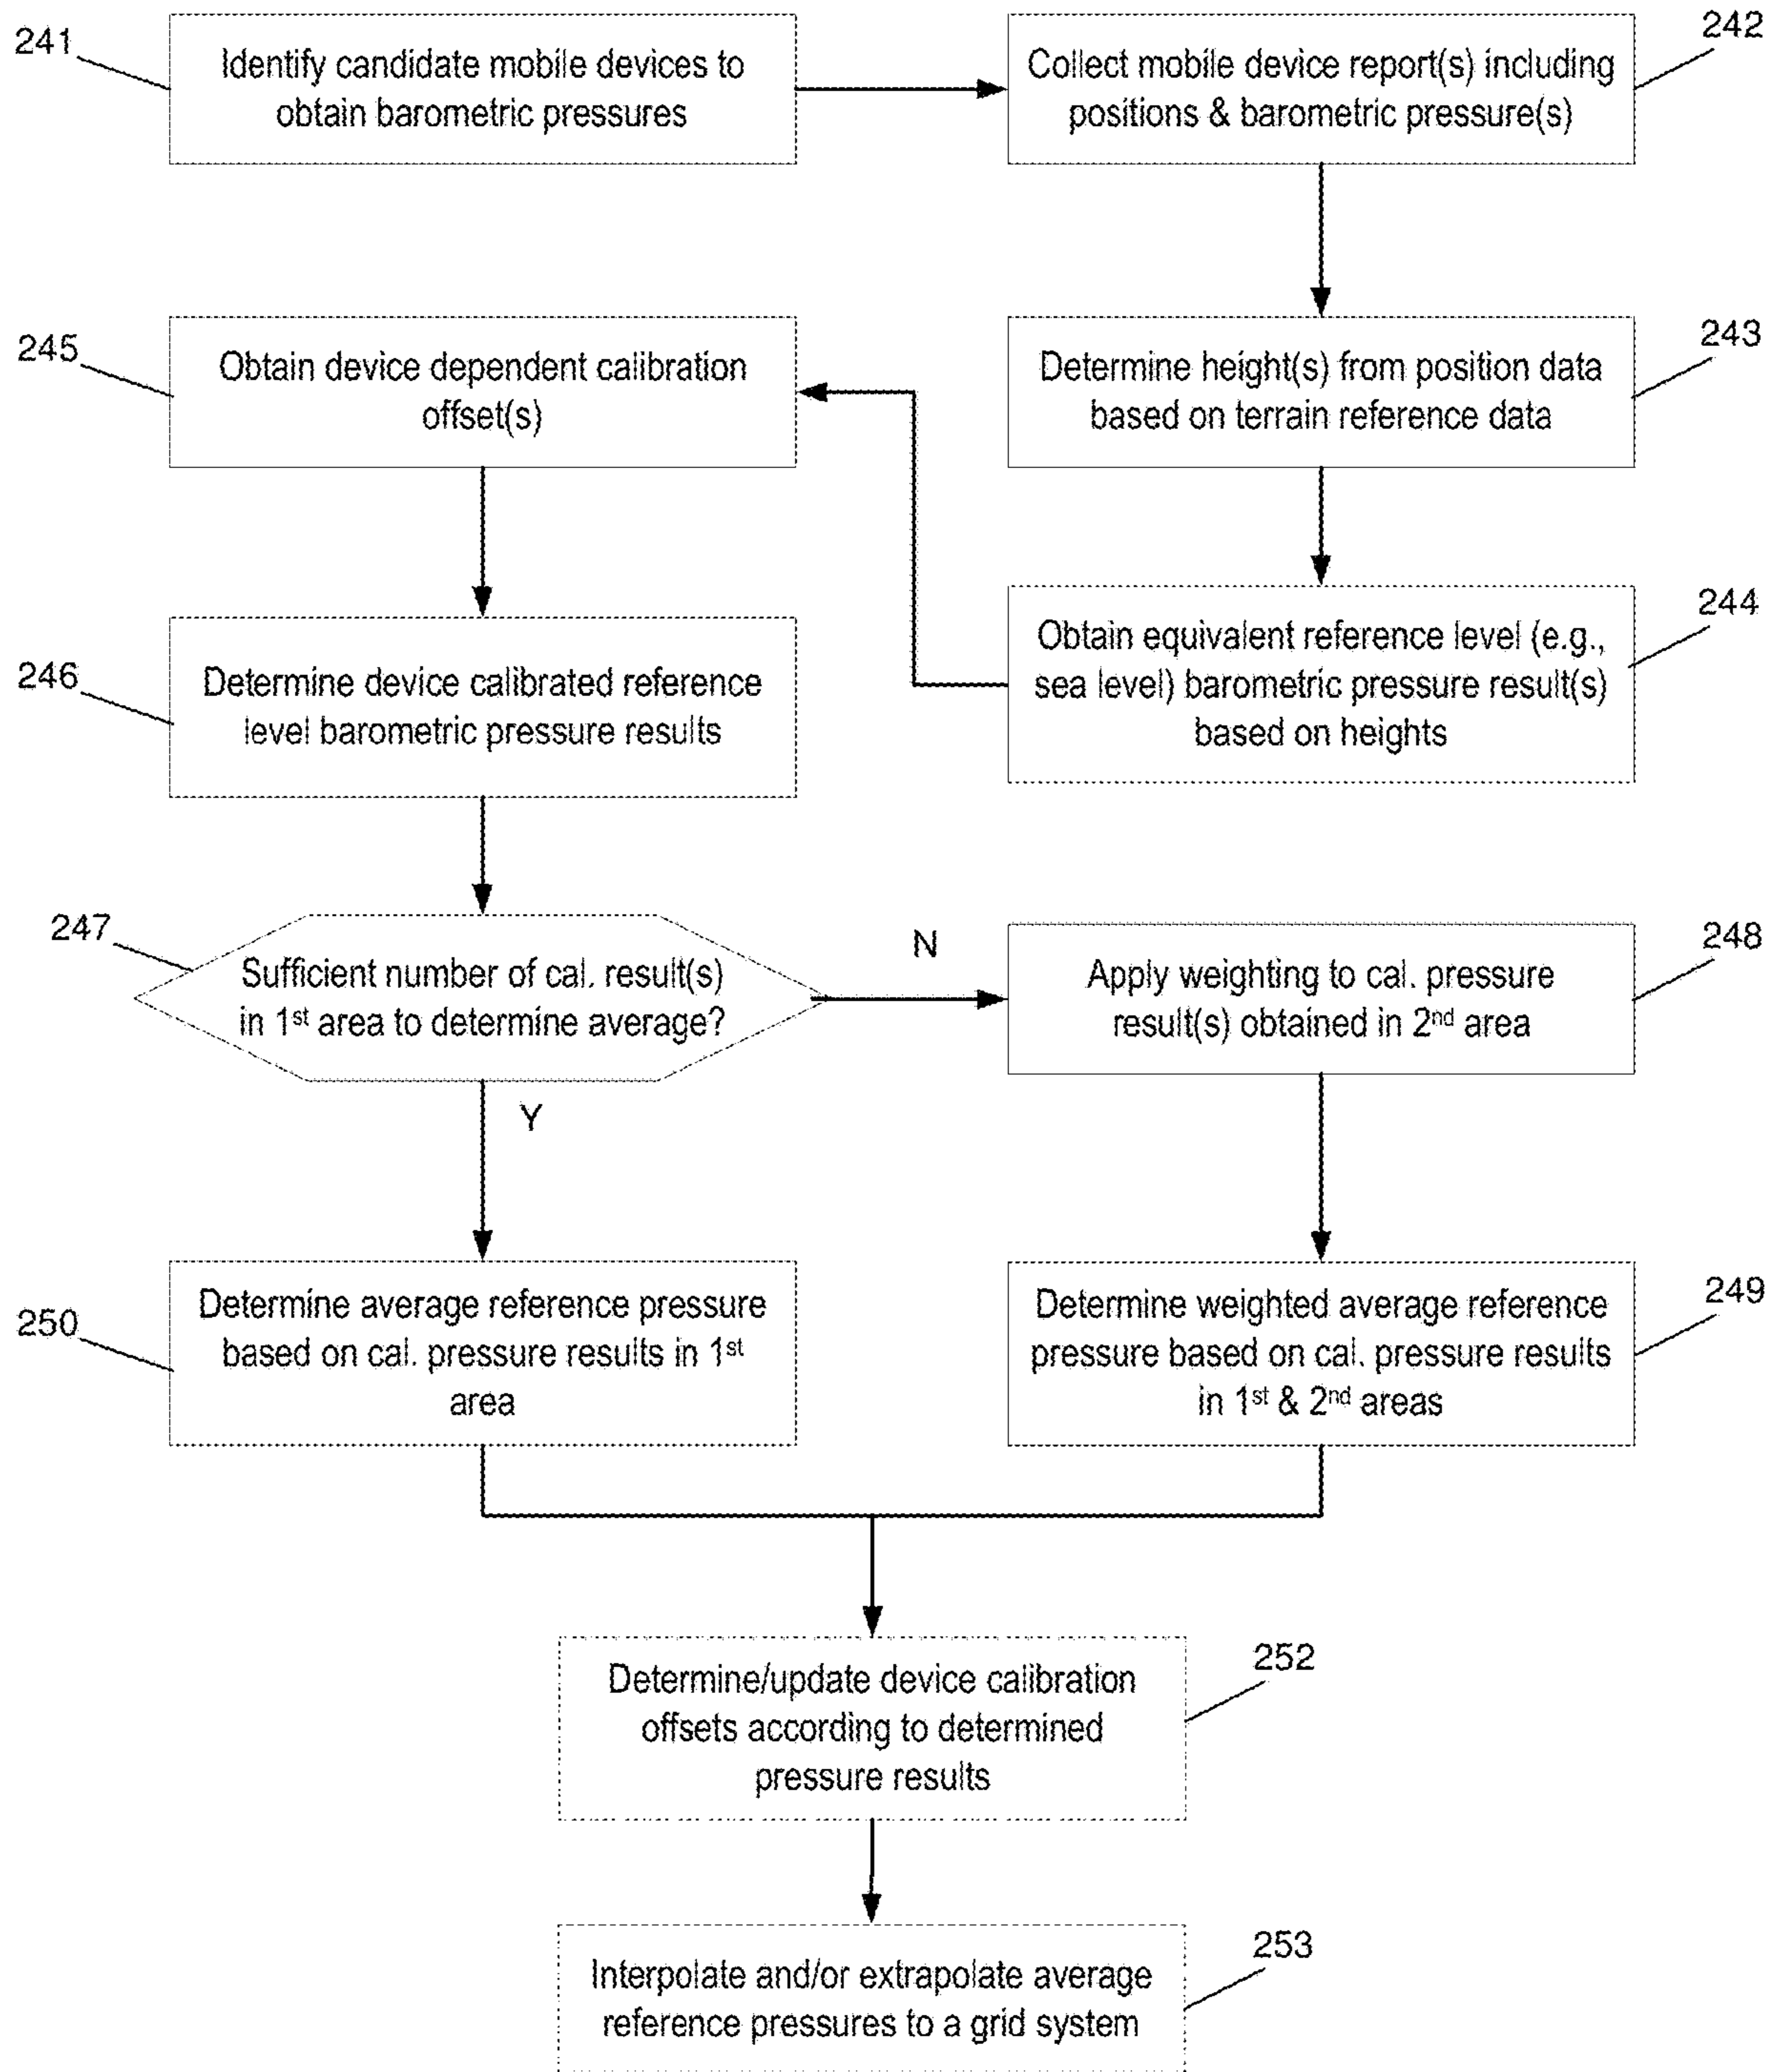 241
Identify candidate mobile devices to
obtain barometric pressures
242
Collect mobile device report(s) including
positions & barometric pressure(s)
243
Determine height(s) from position data
based on terrain reference data
244
Obtain equivalent reference level (e.g.,
sea level) barometric pressure result(s)
based on heights
245
Obtain device dependent calibration
offset(s)
246
Determine device calibrated reference
level barometric pressure results
247
Sufficient number of cal. result(s)
in 1st area to determine average?
N
248
Apply weighting to cal. pressure
result(s) obtained in 2nd area
Y
249
Determine weighted average reference
pressure based on cal. pressure results
in 1st & 2nd areas
250
Determine average reference pressure
based on cal. pressure results in 1st
area
252
Determine/update device calibration
offsets according to determined
pressure results
253
Interpolate and/or extrapolate average
reference pressures to a grid system